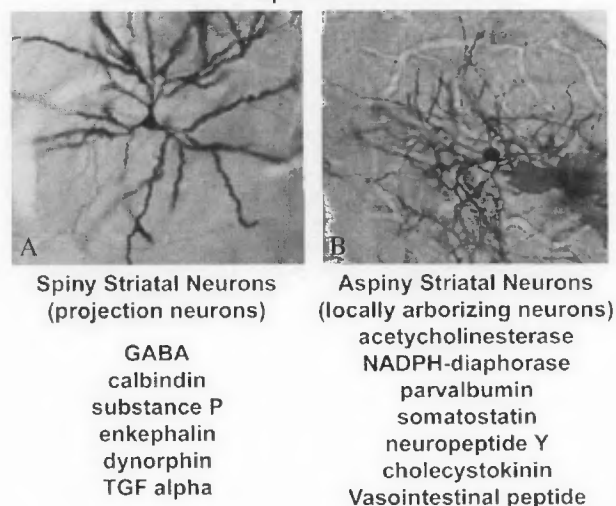 A
B
Spiny Striatal Neurons
(projection neurons)
GABA
calbindin
substance P
enkephalin
dynorphin
TGF alpha
Aspiny Striatal Neurons
(locally arborizing neurons)
acetycholinesterase
NADPH-diaphorase
parvalbumin
somatostatin
neuropeptide Y
cholecystokinin
Vasointestinal peptide